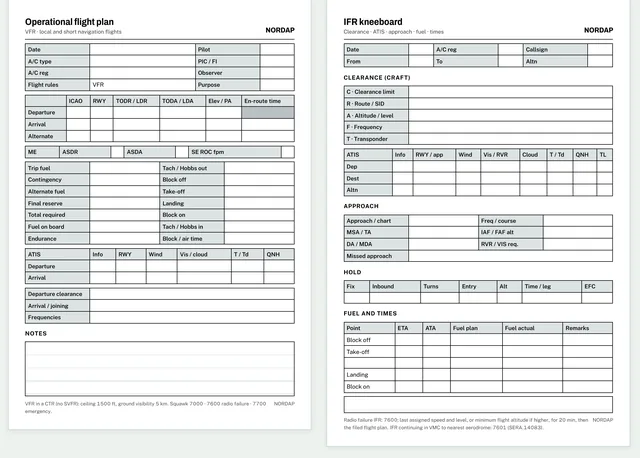 Operational flight plan
VFR · local and short navigation flights
NORDAP
Date
Pilot
A/C type
PIC / FI
A/C reg
Observer
Flight rules
VFR
Purpose
ICAO
RWY
TODR / LDR
TODA / LDA
Elev / PA
En-route time
Departure
Arrival
Alternate
ME
ASDR
ASDA
SE ROC fpm
Trip fuel
Tach / Hobbs out
Contingency
Block off
Alternate fuel
Take-off
Final reserve
Landing
Total required
Block on
Fuel on board
Tach / Hobbs in
Endurance
Block / air time
ATIS
Info
RWY
Wind
Vis / cloud
T / Td
QNH
Departure
Arrival
Departure clearance
Arrival / joining
Frequencies
NOTES
VFR in a CTR (no SVFR): ceiling 1500 ft, ground visibility 5 km. Squawk 7000 · 7600 radio failure · 7700
emergency.
NORDAP
IFR kneeboard
Clearance · ATIS · approach · fuel · times
NORDAP
Date
A/C reg
Callsign
From
To
Altn
CLEARANCE (CRAFT)
C · Clearance limit
R · Route / SID
A · Altitude / level
F · Frequency
T · Transponder
ATIS
Info
RWY / app
Wind
Vis / RVR
Cloud
T / Td
QNH
TL
Dep
Dest
Altn
APPROACH
Approach / chart
Freq / course
MSA / TA
IAF / FAF alt
DA / MDA
RVR / VIS req.
Missed approach
HOLD
Fix
Inbound
Turns
Entry
Alt
Time / leg
EFC
FUEL AND TIMES
Point
ETA
ATA
Fuel plan
Fuel actual
Remarks
Block off
Take-off
Landing
Block on
Radio failure IFR: 7600; last assigned speed and level, or minimum flight altitude if higher, for 20 min, then
the filed flight plan. IFR continuing in VMC to nearest aerodrome: 7601 (SERA.14083).
NORDAP